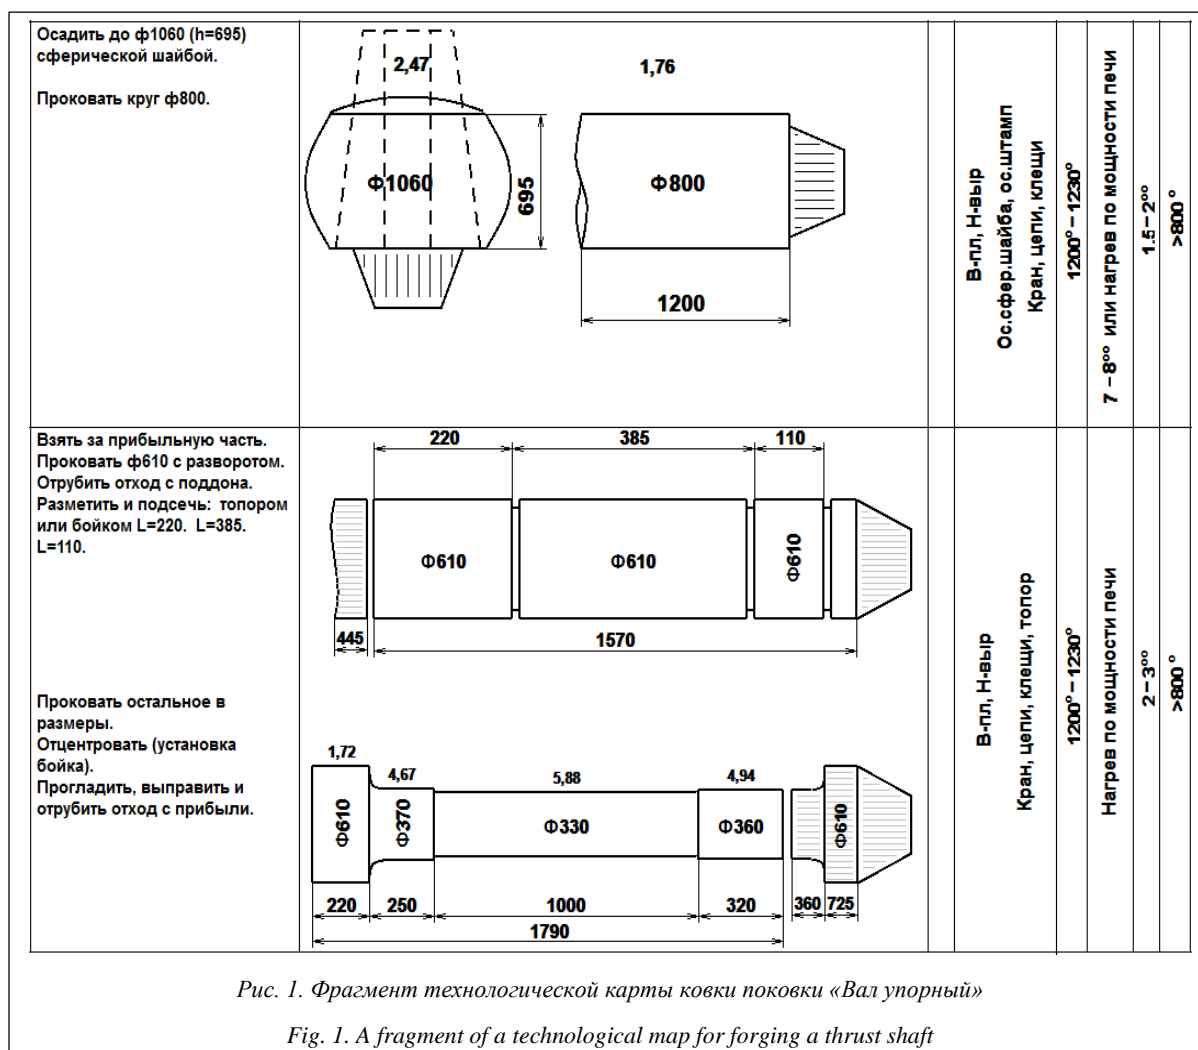 Осадить до ф1060 (h=695)
сферической шайбой.
Проковать круг ф800.
2,47
1,76
Ф1060
695
Ф800
1200
В-пл, Н-выр
Ос.сфер.шайба, ос.штамп
Кран, цепи, клещи
1200° – 1230°
7 – 8°° или нагрев по мощности печи
1.5 – 2°°
>800 °
Взять за прибыльную часть.
Проковать ф610 с разворотом.
Отрубить отход с поддона.
Разметить и подсечь: топором
или бойком L=220. L=385.
L=110.
220
385
110
Ф610
Ф610
Ф610
445
1570
Проковать остальное в
размеры.
Отцентровать (установка
бойка).
Прогладить, выправить и
отрубить отход с прибыли.
1,72
4,67
5,88
4,94
Ф610
Ф370
Ф330
Ф360
Ф610
220
250
1000
320
360
725
1790
В-пл, Н-выр
Кран, цепи, клещи, топор
1200° – 1230°
Нагрев по мощности печи
2 – 3°°
>800 °
Рис. 1. Фрагмент технологической карты ковки поковки «Вал упорный»
Fig. 1. A fragment of a technological map for forging a thrust shaft